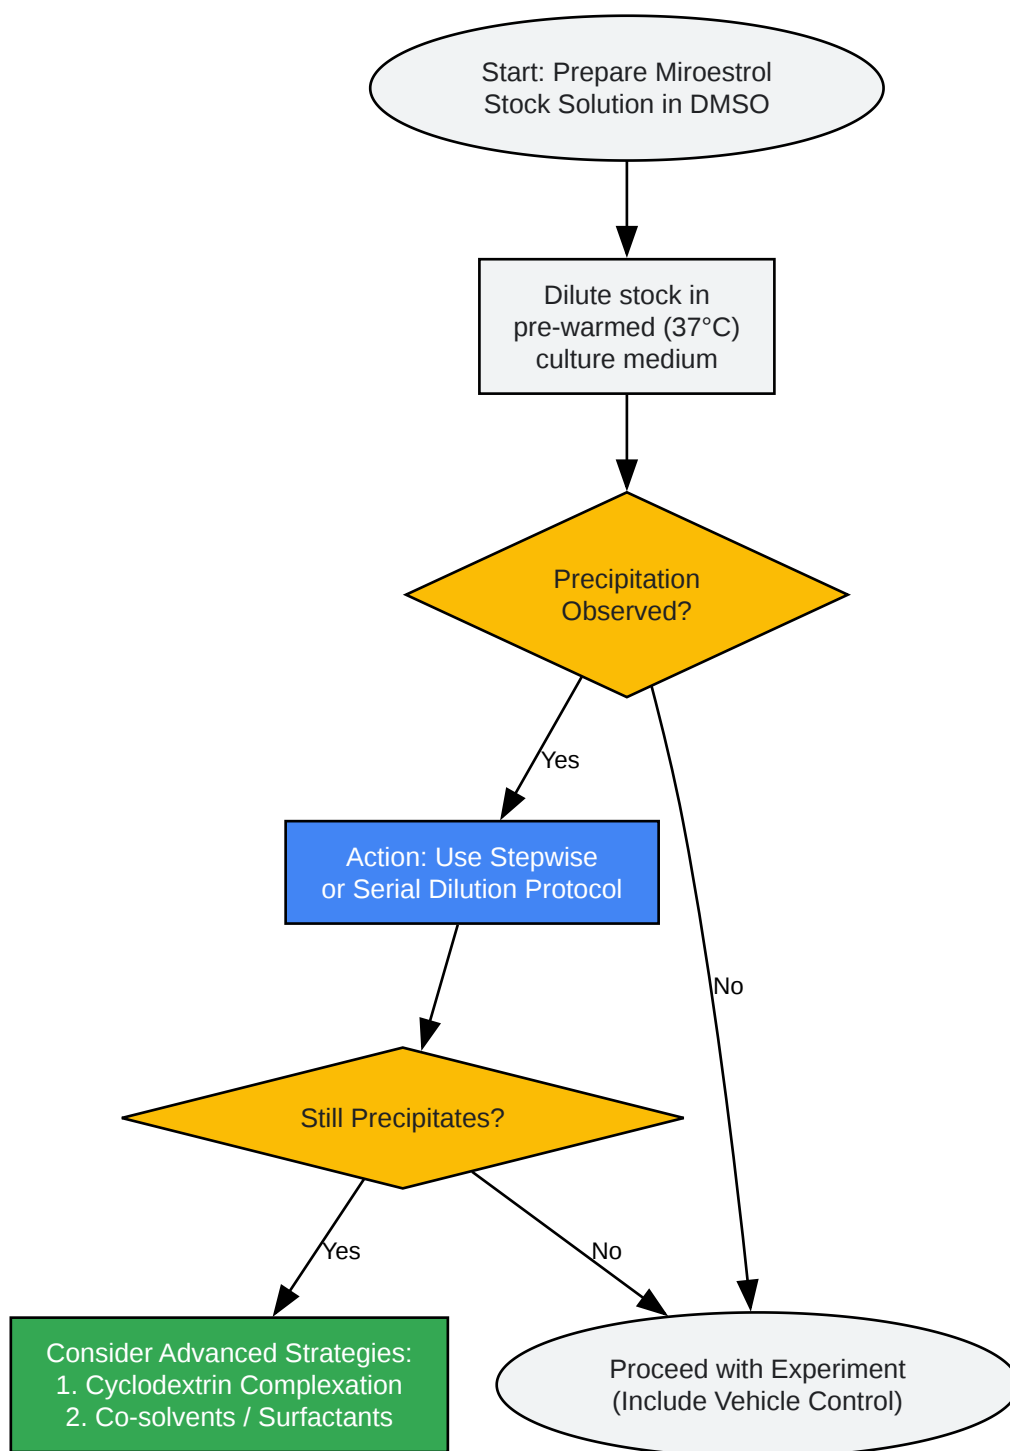 Start: Prepare Miroestrol
Stock Solution in DMSO
Dilute stock in
pre-warmed (37°C)
culture medium
Precipitation
Observed?
Yes
Action: Use Stepwise
or Serial Dilution Protocol
No
Still Precipitates?
Yes
No
Consider Advanced Strategies:
1. Cyclodextrin Complexation
2. Co-solvents / Surfactants
Proceed with Experiment
(Include Vehicle Control)